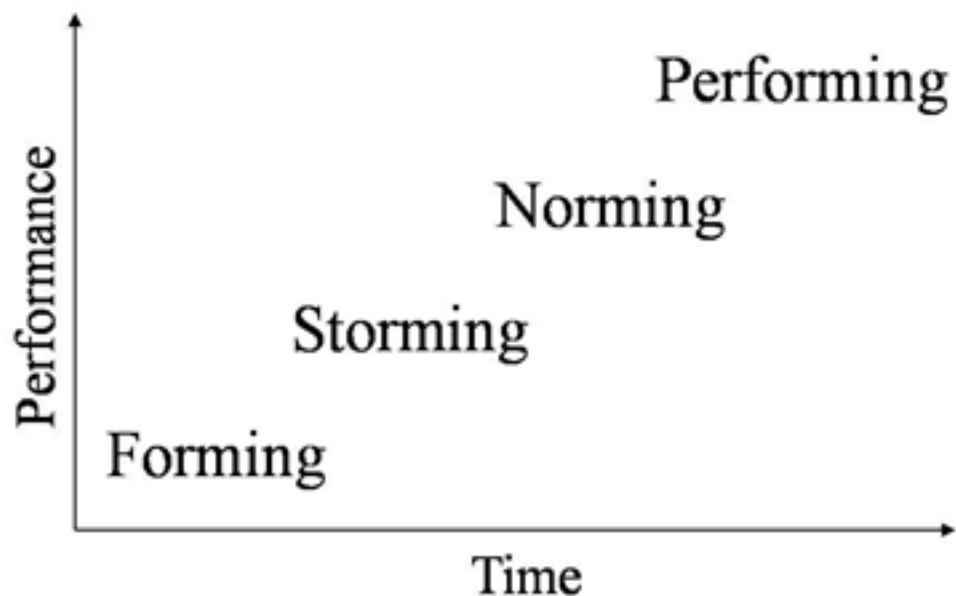 Performing
Norming
Storming
Forming
Performance
Time